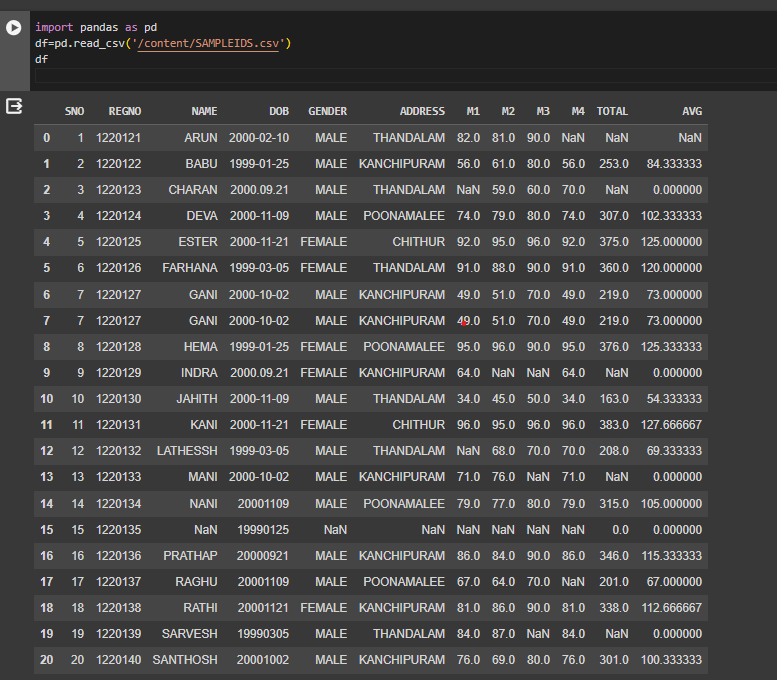 import pandas as pd
df=pd.read_csv('/content/SAMPLEIDS.csv')
df
SNO REGNO NAME DOB GENDER ADDRESS M1 M2 M3 M4 TOTAL AVG
0 1 1220121 ARUN 2000-02-10 MALE THANDALAM 82.0 81.0 90.0 NaN NaN NaN
1 2 1220122 BABU 1999-01-25 MALE KANCHIPURAM 56.0 61.0 80.0 56.0 253.0 84.333333
2 3 1220123 CHARAN 2000.09.21 MALE THANDALAM NaN 59.0 60.0 70.0 NaN 0.000000
3 4 1220124 DEVA 2000-11-09 MALE POONAMALEE 74.0 79.0 80.0 74.0 307.0 102.333333
4 5 1220125 ESTER 2000-11-21 FEMALE CHITHUR 92.0 95.0 96.0 92.0 375.0 125.000000
5 6 1220126 FARHANA 1999-03-05 FEMALE THANDALAM 91.0 88.0 90.0 91.0 360.0 120.000000
6 7 1220127 GANI 2000-10-02 MALE KANCHIPURAM 49.0 51.0 70.0 49.0 219.0 73.000000
7 7 1220127 GANI 2000-10-02 MALE KANCHIPURAM 49.0 51.0 70.0 49.0 219.0 73.000000
8 8 1220128 HEMA 1999-01-25 FEMALE POONAMALEE 95.0 96.0 90.0 95.0 376.0 125.333333
9 9 1220129 INDRA 2000.09.21 FEMALE KANCHIPURAM 64.0 NaN NaN 64.0 NaN 0.000000
10 10 1220130 JAHITH 2000-11-09 MALE THANDALAM 34.0 45.0 50.0 34.0 163.0 54.333333
11 11 1220131 KANI 2000-11-21 FEMALE CHITHUR 96.0 95.0 96.0 96.0 383.0 127.666667
12 12 1220132 LATHESSH 1999-03-05 MALE THANDALAM NaN 68.0 70.0 70.0 208.0 69.333333
13 13 1220133 MANI 2000-10-02 MALE KANCHIPURAM 71.0 76.0 NaN 71.0 NaN 0.000000
14 14 1220134 NANI 20001109 MALE POONAMALEE 79.0 77.0 80.0 79.0 315.0 105.000000
15 15 1220135 NaN 19990125 NaN NaN NaN NaN NaN NaN 0.0 0.000000
16 16 1220136 PRATHAP 20000921 MALE KANCHIPURAM 86.0 84.0 90.0 86.0 346.0 115.333333
17 17 1220137 RAGHU 20001109 MALE POONAMALEE 67.0 64.0 70.0 NaN 201.0 67.000000
18 18 1220138 RATHI 20001121 FEMALE KANCHIPURAM 81.0 86.0 90.0 81.0 338.0 112.666667
19 19 1220139 SARVESH 19990305 MALE THANDALAM 84.0 87.0 NaN 84.0 NaN 0.000000
20 20 1220140 SANTHOSH 20001002 MALE KANCHIPURAM 76.0 69.0 80.0 76.0 301.0 100.333333